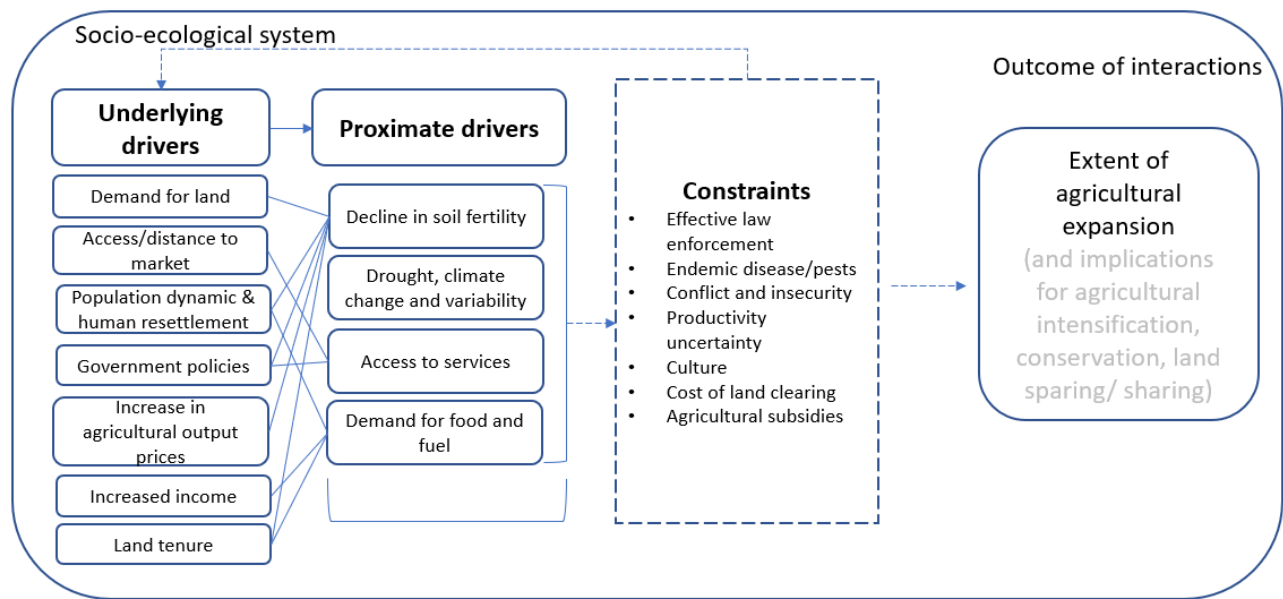 Socio-ecological system
Outcome of interactions
Underlying
drivers
Proximate drivers
Demand for land
Access/distance to
market
Population dynamic &
human resettlement
Government policies
Increase in
agricultural output
prices
Increased income
Land tenure
Decline in soil fertility
Drought, climate
change and variability
Access to services
Demand for food and
fuel
Constraints
• Effective law
enforcement
• Endemic disease/pests
• Conflict and insecurity
• Productivity
uncertainty
• Culture
• Cost of land clearing
• Agricultural subsidies
Extent of
agricultural
expansion
(and implications
for agricultural
intensification,
conservation, land
sparing/ sharing)